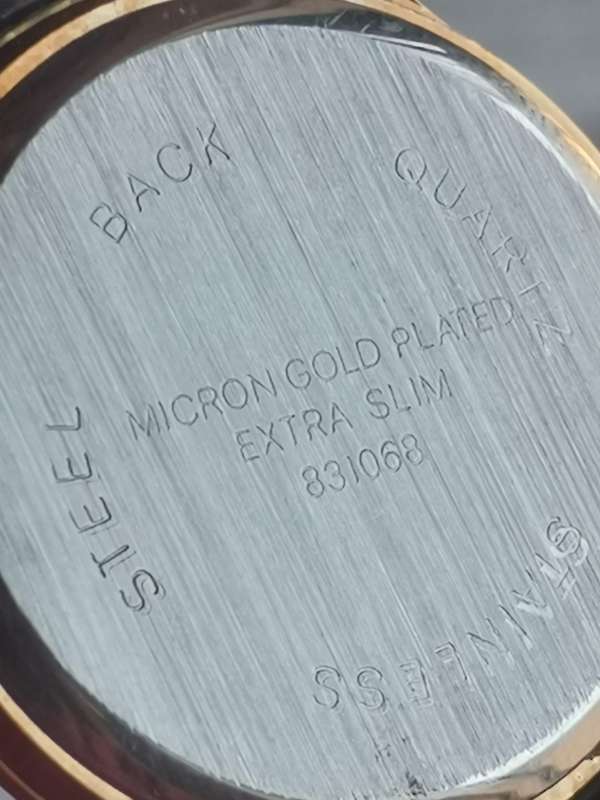 QUARTZ
STAINLESS
STEEL
BACK
MICRON GOLD PLATED
EXTRA SLIM
831068